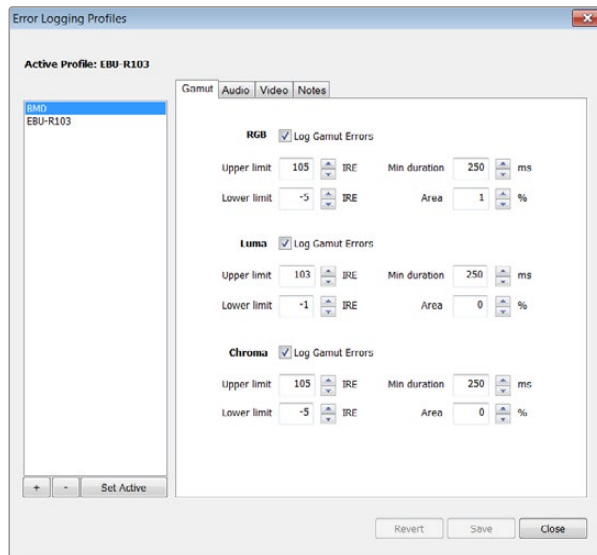 Error Logging Profiles
Active Profile: EBU-R103
BMD
EBU-R103
Gamut Audio Video Notes
RGB Log Gamut Errors
Upper limit 105 IRE Min duration 250 ms
Lower limit -5 IRE Area 1 %
Luma Log Gamut Errors
Upper limit 103 IRE Min duration 250 ms
Lower limit -1 IRE Area 0 %
Chroma Log Gamut Errors
Upper limit 105 IRE Min duration 250 ms
Lower limit -5 IRE Area 0 %
+ - Set Active
Revert Save Close